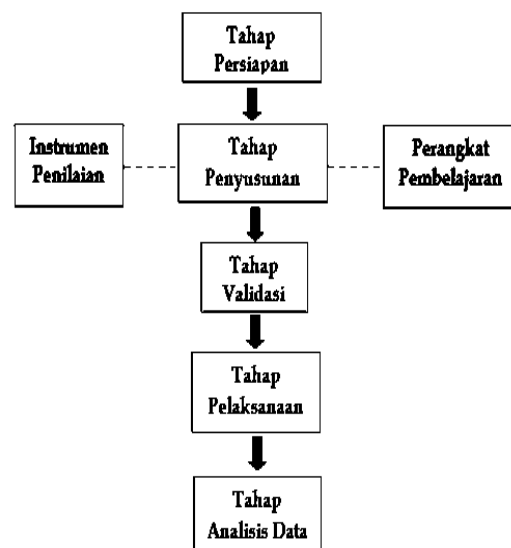 Tahap
Persiapan
Instrumen
Penilaian
Tahap
Penyusunan
Perangkat
Pembelajaran
Tahap
Validasi
Tahap
Pelaksanaan
Tahap
Analisis Data